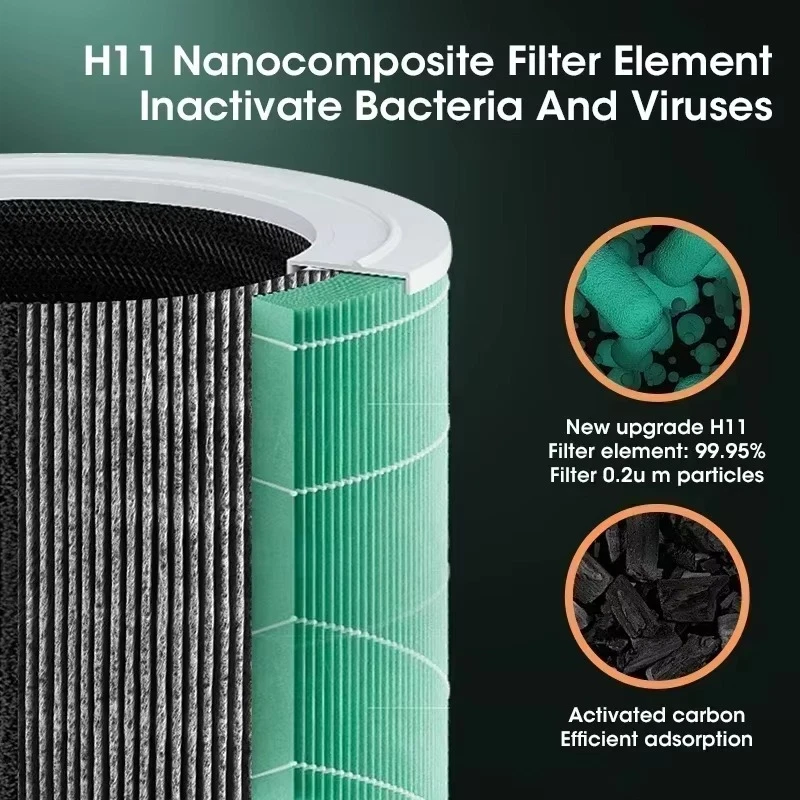 H11 Nanocomposite Filter Element
Inactivate Bacteria And Viruses
New upgrade H11
Filter element: 99.95%
Filter 0.2u m particles
Activated carbon
Efficient adsorption